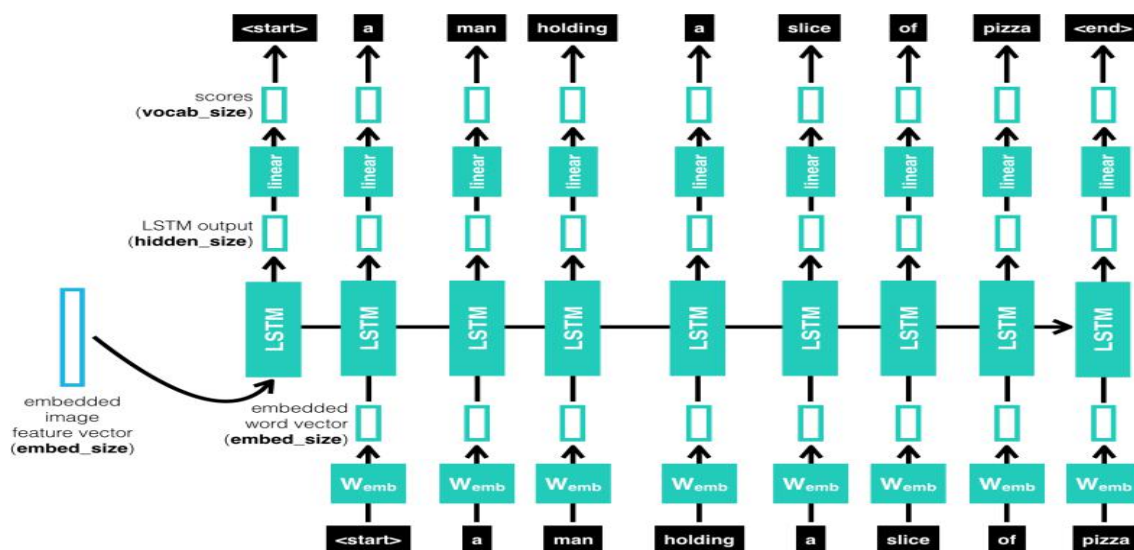 <start> a man holding a slice of pizza <end>
scores
(vocab_size)
linear linear linear linear linear linear linear linear linear
LSTM output
(hidden_size)
LSTM LSTM LSTM LSTM LSTM LSTM LSTM LSTM LSTM
embedded
image
feature vector
(embed_size)
embedded
word vector
(embed_size)
Wemb Wemb Wemb Wemb Wemb Wemb Wemb Wemb
<start> a man holding a slice of pizza